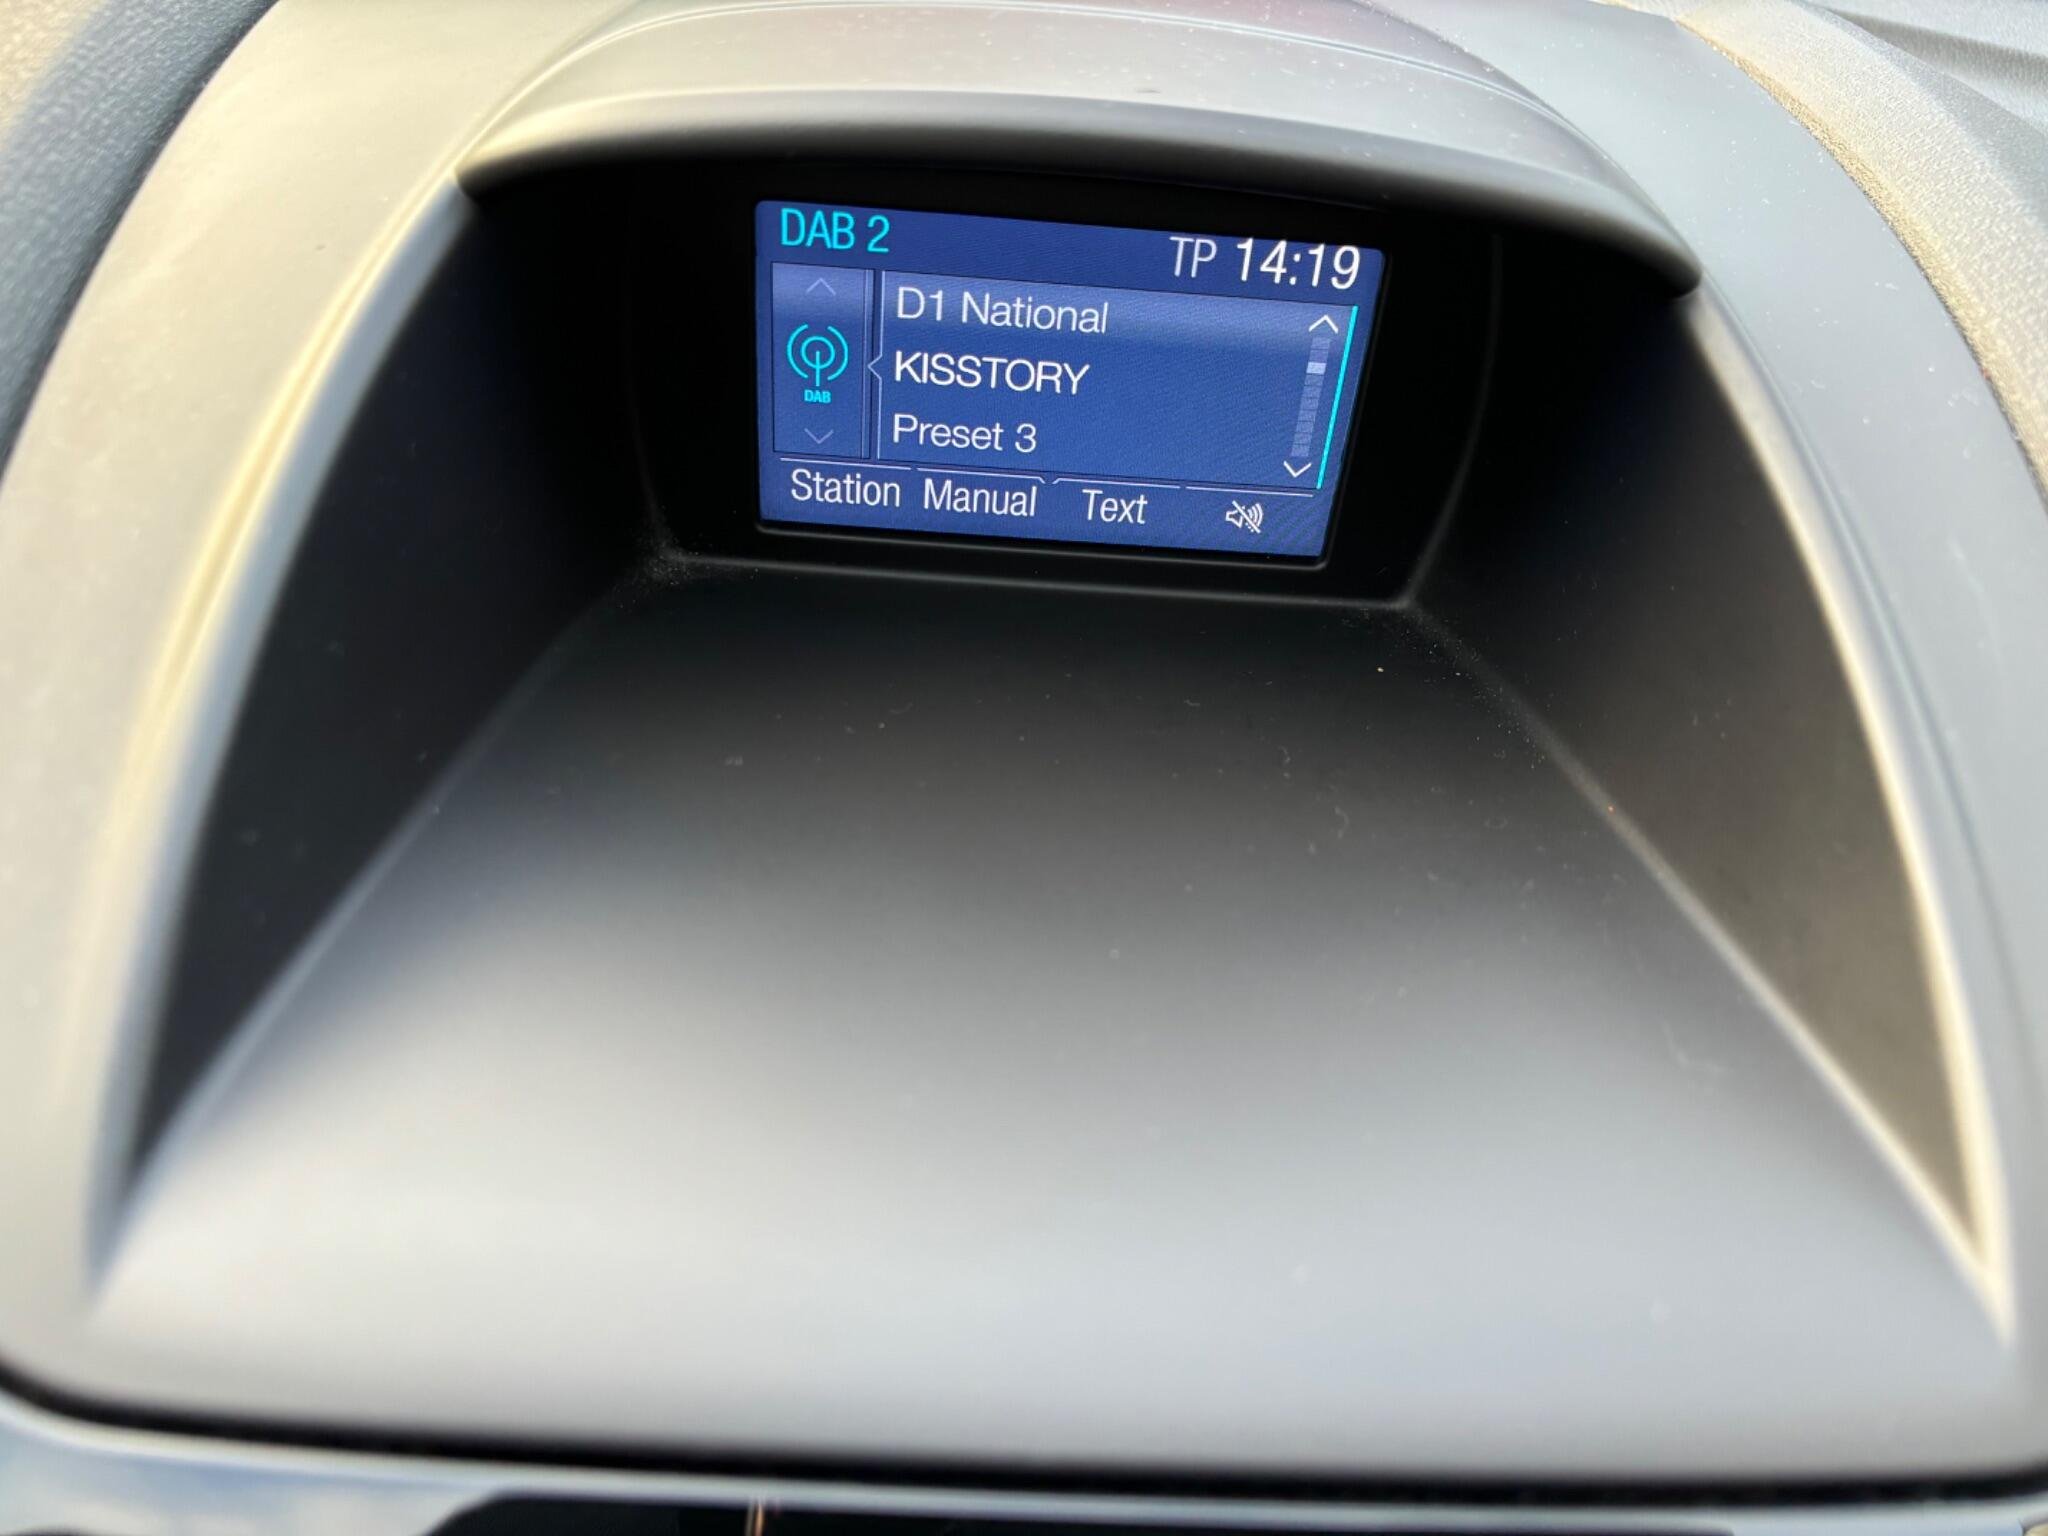 DAB 2
TP 14:19
D1 National
KISSTORY
DAB
Preset 3
Station Manual Text